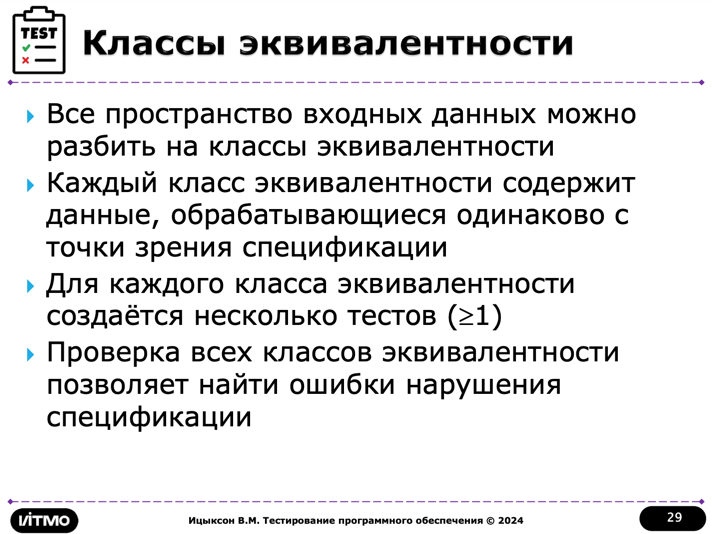 TEST
Классы эквивалентности
Все пространство входных данных можно
разбить на классы эквивалентности
Каждый класс эквивалентности содержит
данные, обрабатывающиеся одинаково с
точки зрения спецификации
Для каждого класса эквивалентности
создаётся несколько тестов (≥1)
Проверка всех классов эквивалентности
позволяет найти ошибки нарушения
спецификации
ИТМО
Ицыксон В.М. Тестирование программного обеспечения © 2024
29